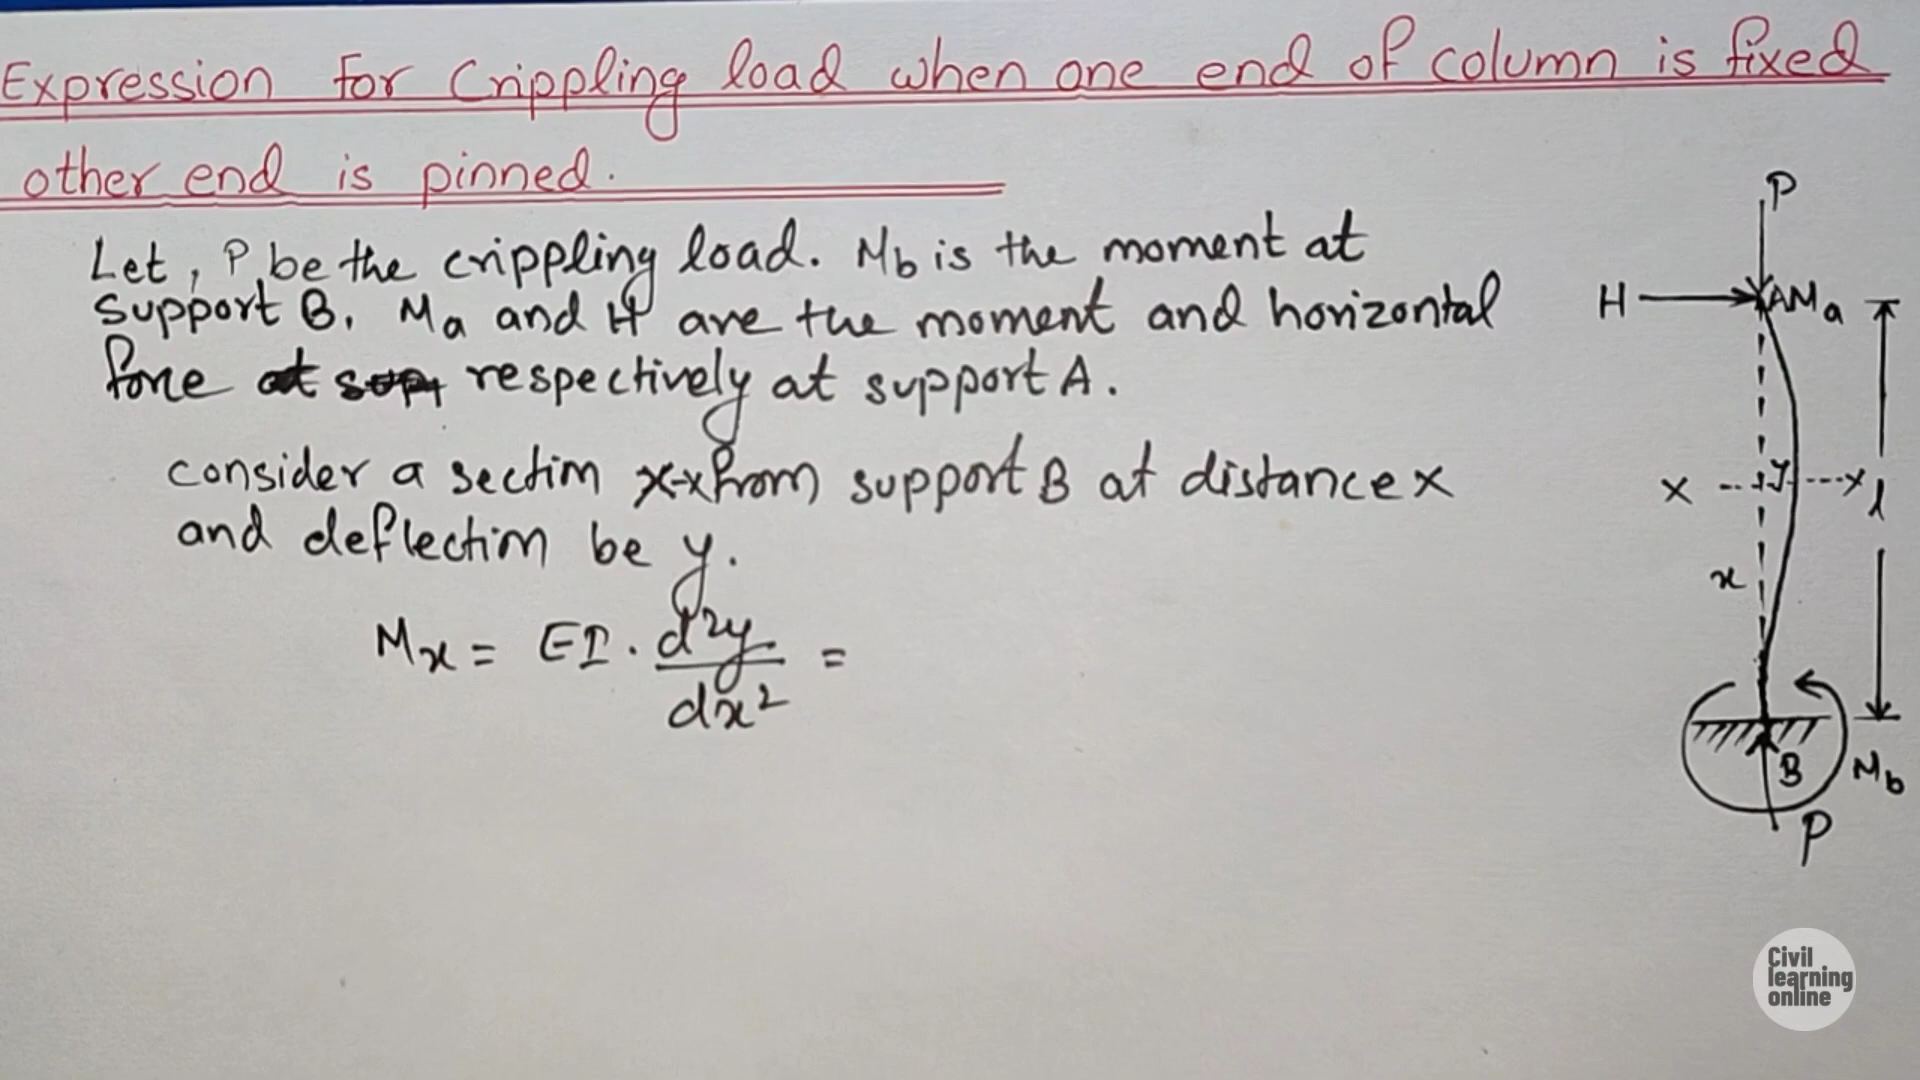 Expression for Crippling load when one end of column is fixed
other end is pinned.
Let, P be the crippling load. Mb is the moment at
support B. Ma and H are the moment and horizontal
force respectively at support A.
consider a section x-x from support B at distance x
and deflection be y.
Mx = EI . d²y/dx² =
P
H
A Ma
x
y
x
l
x
B
Mb
P
Civil
learning
online